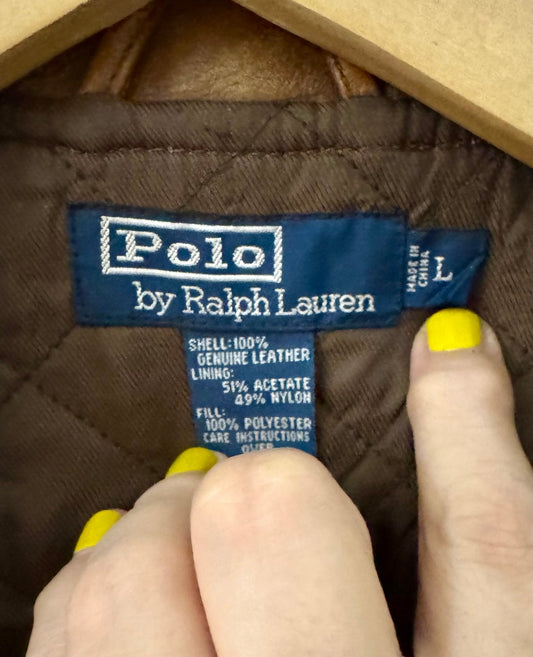 Polo
by Ralph Lauren
MADE IN
CHINA
L
SHELL:100%
GENUINE LEATHER
LINING:
51% ACETATE
49% NYLON
FILL:
100% POLYESTER
CARE INSTRUCTIONS
OVER